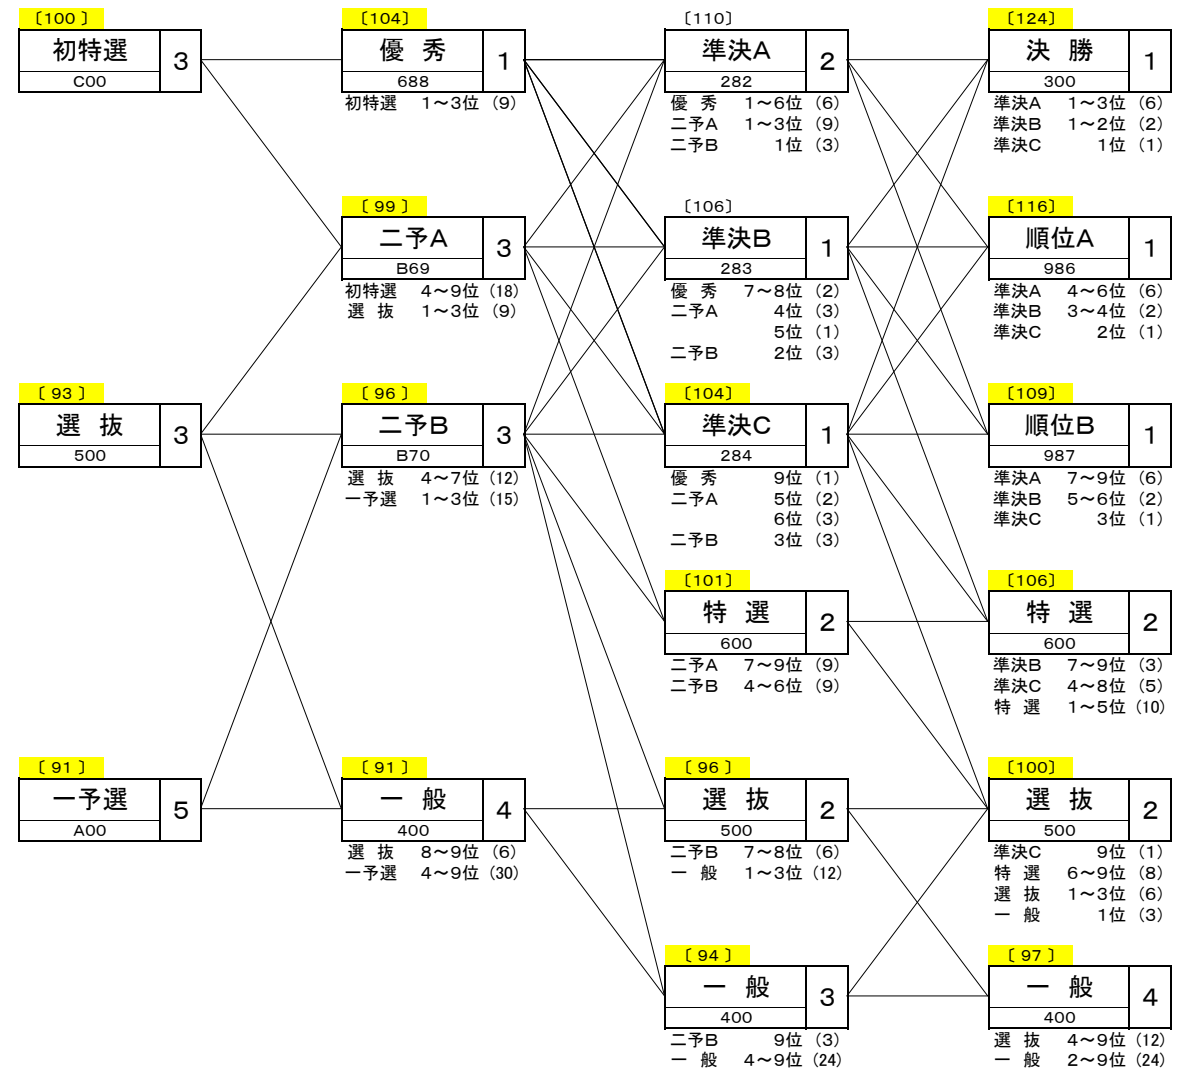 〔100 〕
初特選 3
C00
〔 93 〕
選 抜 3
500
〔 91 〕
一予選 5
A00
〔104〕
優 秀 1
688
初特選 1～3位 (9)
〔 99 〕
二予A 3
B69
初特選 4～9位 (18)
選 抜 1～3位 (9)
〔 96 〕
二予B 3
B70
選 抜 4～7位 (12)
一予選 1～3位 (15)
〔 91 〕
一 般 4
400
選 抜 8～9位 (6)
一予選 4～9位 (30)
〔110〕
準決A 2
282
優 秀 1～6位 (6)
二予A 1～3位 (9)
二予B 1位 (3)
〔106〕
準決B 1
283
優 秀 7～8位 (2)
二予A 4位 (3)
5位 (1)
二予B 2位 (3)
〔104〕
準決C 1
284
優 秀 9位 (1)
二予A 5位 (2)
6位 (3)
二予B 3位 (3)
〔101〕
特 選 2
600
二予A 7～9位 (9)
二予B 4～6位 (9)
〔 96 〕
選 抜 2
500
二予B 7～8位 (6)
一 般 1～3位 (12)
〔 94 〕
一 般 3
400
二予B 9位 (3)
一 般 4～9位 (24)
〔124〕
決 勝 1
300
準決A 1～3位 (6)
準決B 1～2位 (2)
準決C 1位 (1)
〔116〕
順位A 1
986
準決A 4～6位 (6)
準決B 3～4位 (2)
準決C 2位 (1)
〔109〕
順位B 1
987
準決A 7～9位 (6)
準決B 5～6位 (2)
準決C 3位 (1)
〔106〕
特 選 2
600
準決B 7～9位 (3)
準決C 4～8位 (5)
特 選 1～5位 (10)
〔100〕
選 抜 2
500
準決C 9位 (1)
特 選 6～9位 (8)
選 抜 1～3位 (6)
一 般 1位 (3)
〔 97 〕
一 般 4
400
選 抜 4～9位 (12)
一 般 2～9位 (24)